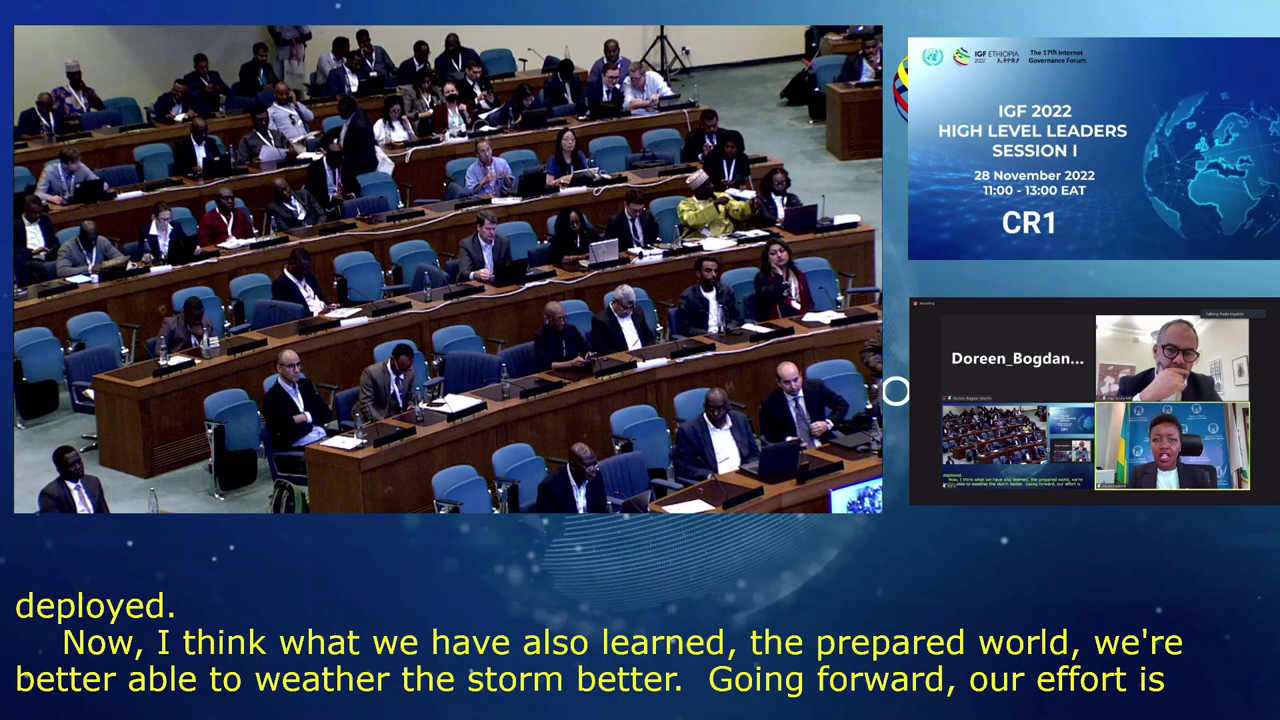 IGF ETHIOPIA
2022 ኢትዮጵያ
The 17th Internet
Governance Forum
IGF 2022
HIGH LEVEL LEADERS
SESSION I
28 November 2022
11:00 - 13:00 EAT
CR1
Recording
Doreen_Bogdan...
deployed.
Now, I think what we have also learned, the prepared world, we're
better able to weather the storm better. Going forward, our effort is